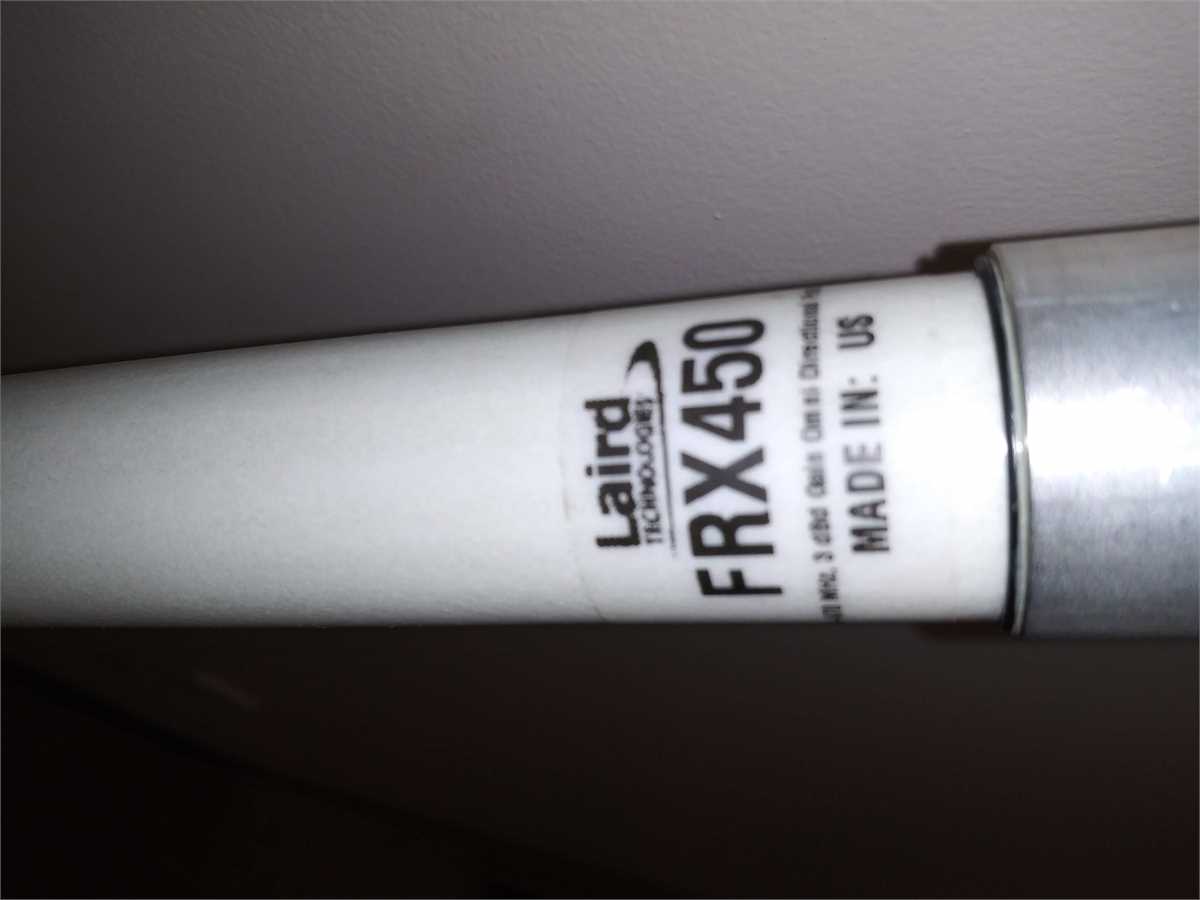 Laird
TECHNOLOGIES
FRX450
MHz, 3 dBd Gain Omni Directional
MADE IN: US